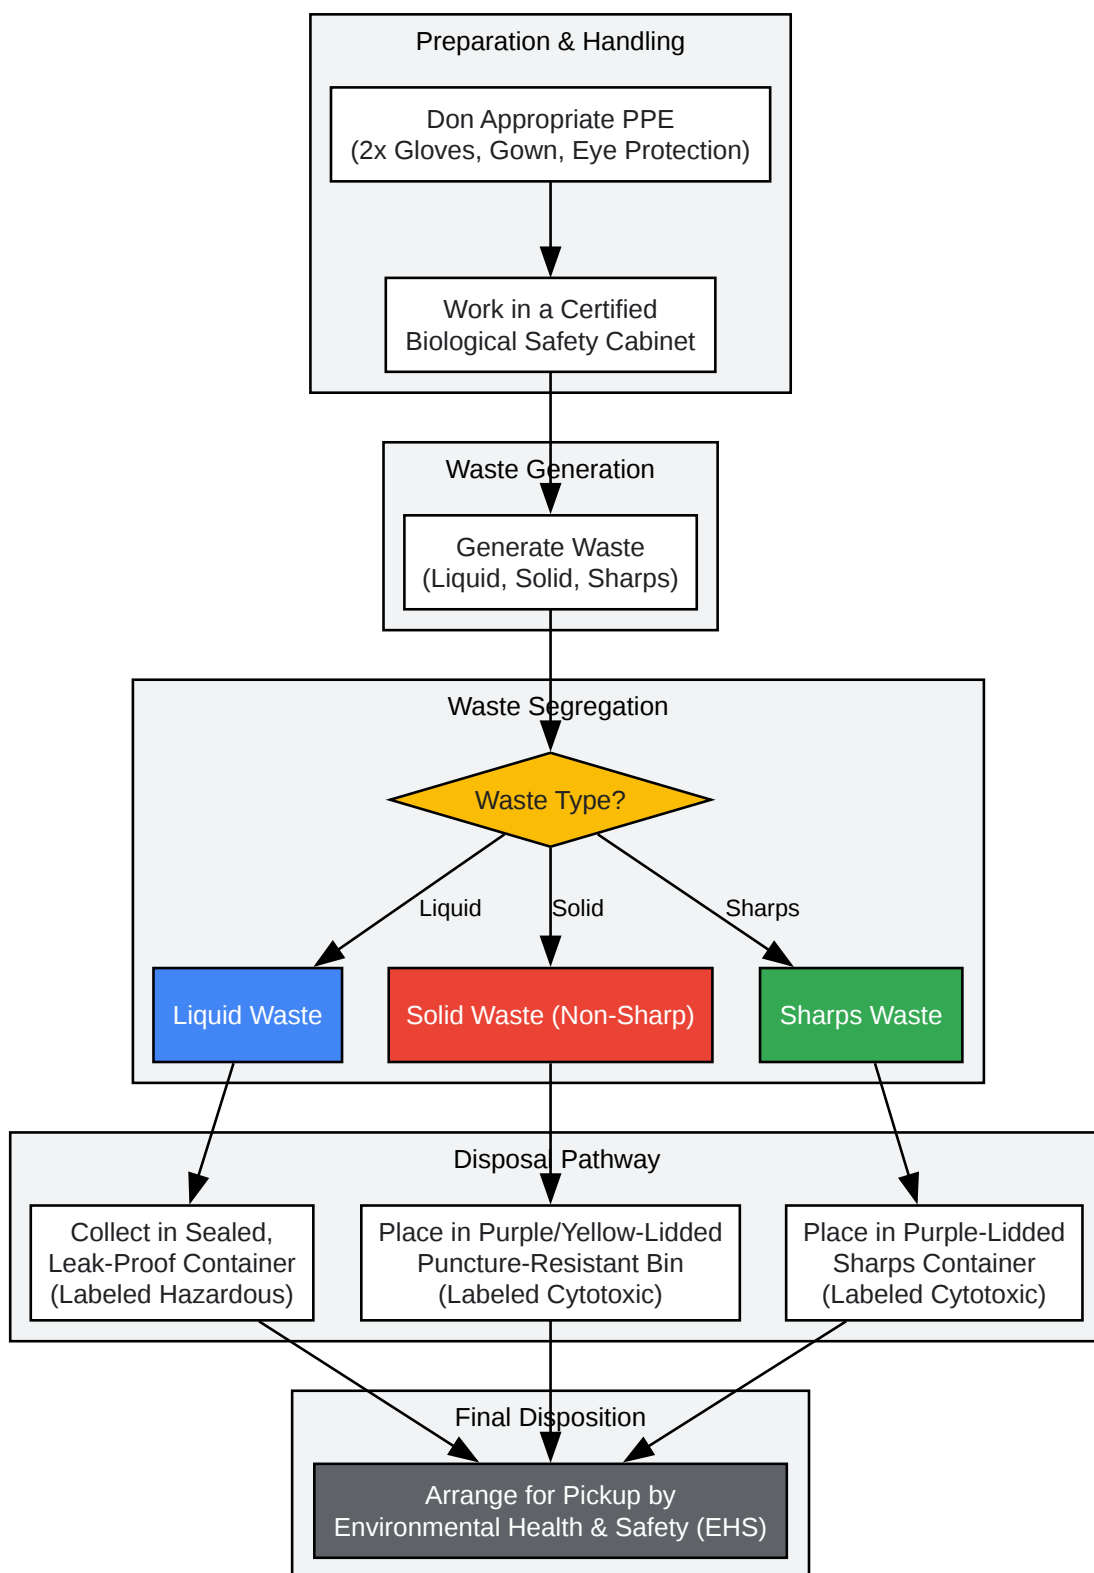 Preparation & Handling
Don Appropriate PPE
(2x Gloves, Gown, Eye Protection)
Work in a Certified
Biological Safety Cabinet
Waste Generation
Generate Waste
(Liquid, Solid, Sharps)
Waste Segregation
Waste Type?
Liquid
Solid
Sharps
Liquid Waste
Solid Waste (Non-Sharp)
Sharps Waste
Disposal Pathway
Collect in Sealed,
Leak-Proof Container
(Labeled Hazardous)
Place in Purple/Yellow-Lidded
Puncture-Resistant Bin
(Labeled Cytotoxic)
Place in Purple-Lidded
Sharps Container
(Labeled Cytotoxic)
Final Disposition
Arrange for Pickup by
Environmental Health & Safety (EHS)